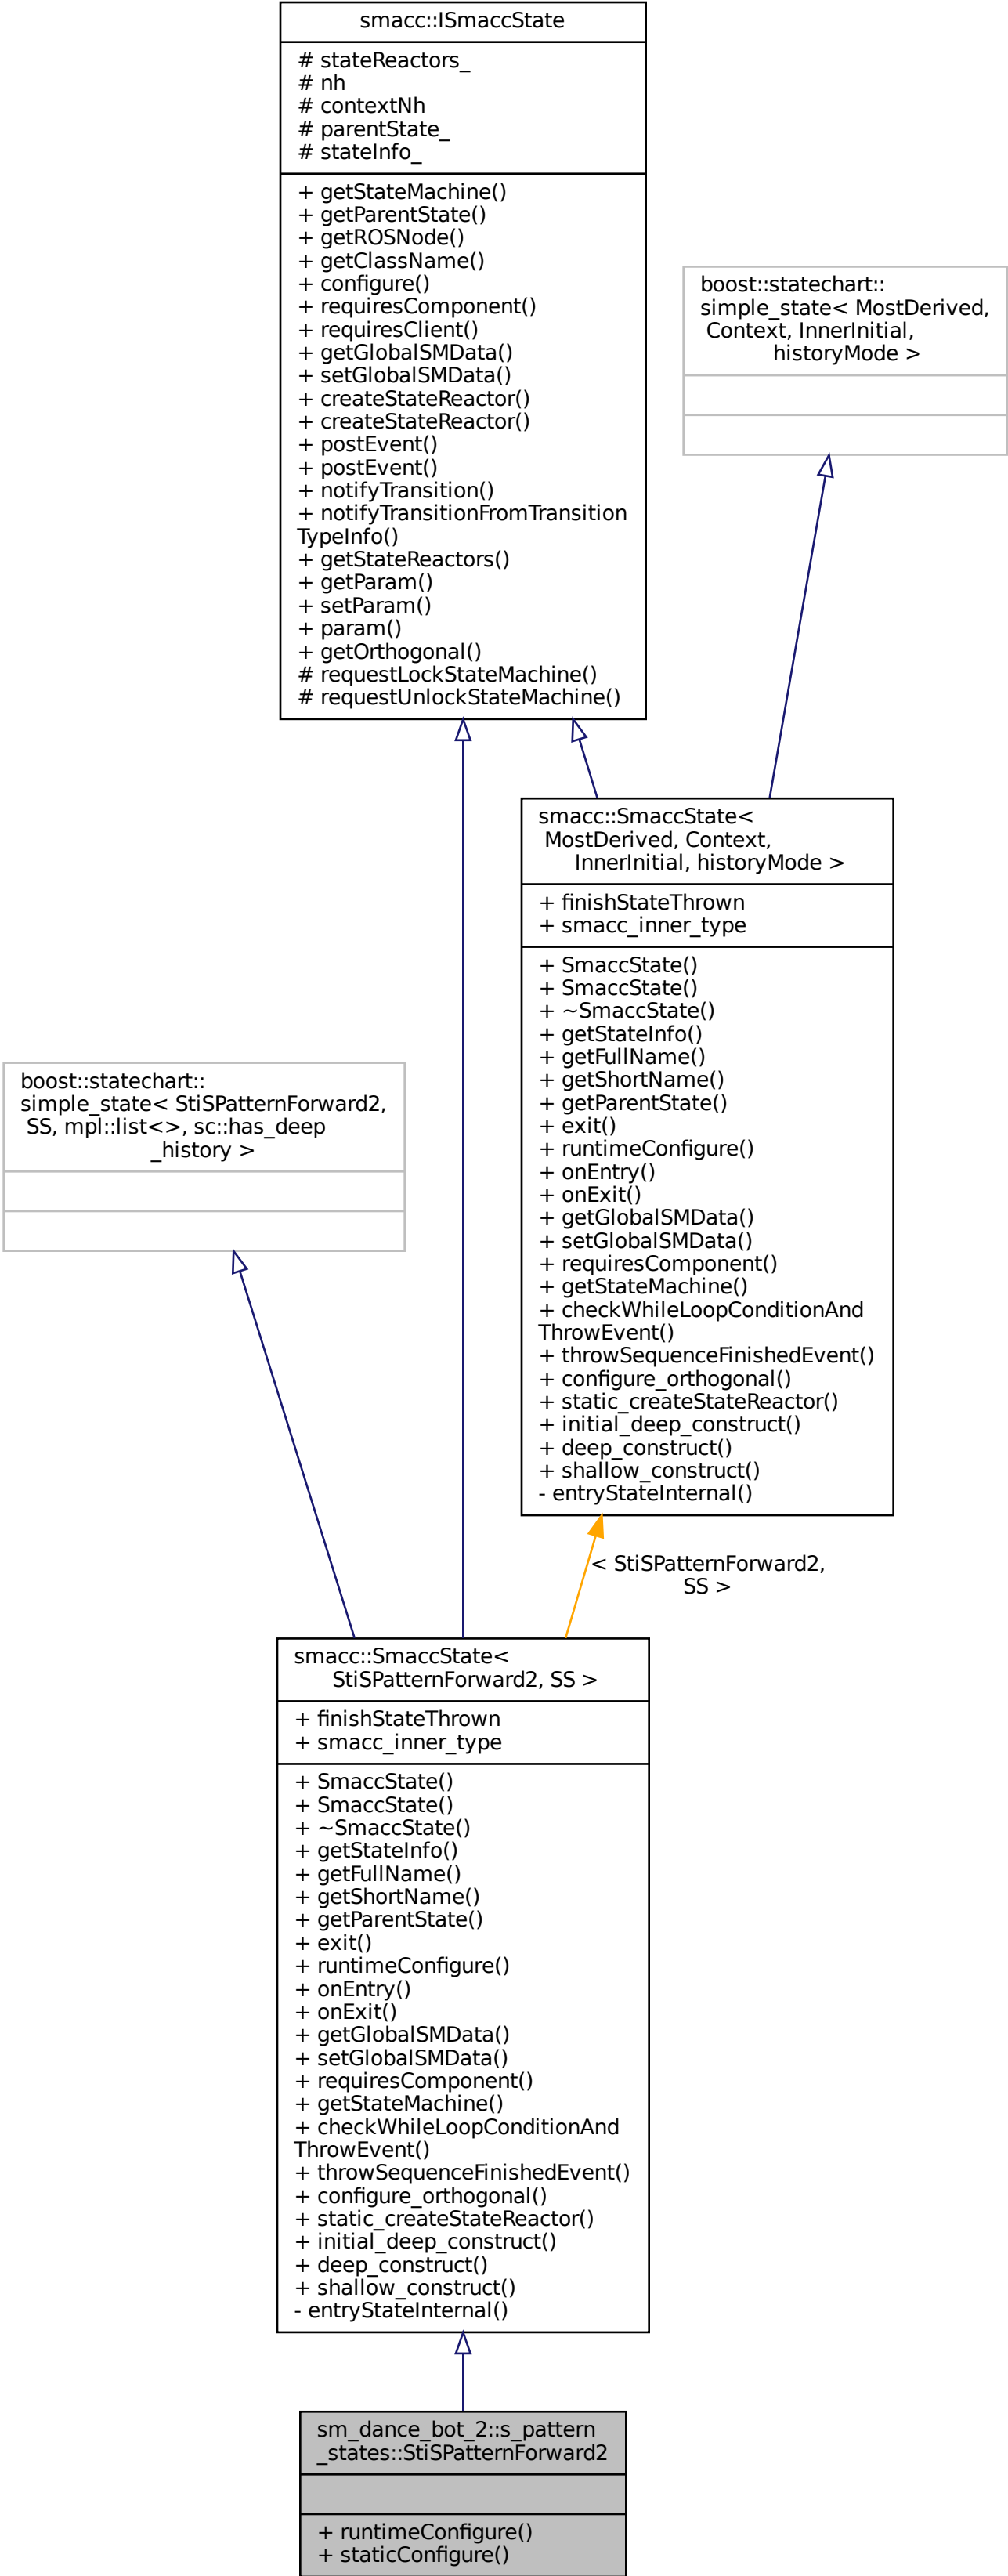 smacc::ISmaccState
# stateReactors_
# nh
# contextNh
# parentState_
# stateInfo_
+ getStateMachine()
+ getParentState()
+ getROSNode()
+ getClassName()
+ configure()
+ requiresComponent()
+ requiresClient()
+ getGlobalSMData()
+ setGlobalSMData()
+ createStateReactor()
+ createStateReactor()
+ postEvent()
+ postEvent()
+ notifyTransition()
+ notifyTransitionFromTransition
TypeInfo()
+ getStateReactors()
+ getParam()
+ setParam()
+ param()
+ getOrthogonal()
# requestLockStateMachine()
# requestUnlockStateMachine()
boost::statechart::
simple_state< MostDerived,
Context, InnerInitial,
historyMode >
smacc::SmaccState<
MostDerived, Context,
InnerInitial, historyMode >
+ finishStateThrown
+ smacc_inner_type
+ SmaccState()
+ SmaccState()
+ ~SmaccState()
+ getStateInfo()
+ getFullName()
+ getShortName()
+ getParentState()
+ exit()
+ runtimeConfigure()
+ onEntry()
+ onExit()
+ getGlobalSMData()
+ setGlobalSMData()
+ requiresComponent()
+ getStateMachine()
+ checkWhileLoopConditionAnd
ThrowEvent()
+ throwSequenceFinishedEvent()
+ configure_orthogonal()
+ static_createStateReactor()
+ initial_deep_construct()
+ deep_construct()
+ shallow_construct()
- entryStateInternal()
boost::statechart::
simple_state< StiSPatternForward2,
SS, mpl::list<>, sc::has_deep
_history >
< StiSPatternForward2,
SS >
smacc::SmaccState<
StiSPatternForward2, SS >
+ finishStateThrown
+ smacc_inner_type
+ SmaccState()
+ SmaccState()
+ ~SmaccState()
+ getStateInfo()
+ getFullName()
+ getShortName()
+ getParentState()
+ exit()
+ runtimeConfigure()
+ onEntry()
+ onExit()
+ getGlobalSMData()
+ setGlobalSMData()
+ requiresComponent()
+ getStateMachine()
+ checkWhileLoopConditionAnd
ThrowEvent()
+ throwSequenceFinishedEvent()
+ configure_orthogonal()
+ static_createStateReactor()
+ initial_deep_construct()
+ deep_construct()
+ shallow_construct()
- entryStateInternal()
sm_dance_bot_2::s_pattern
_states::StiSPatternForward2
+ runtimeConfigure()
+ staticConfigure()